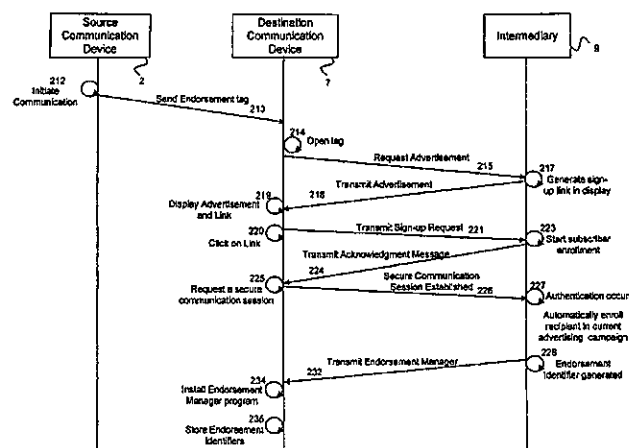 Source
Communication
Device
2
Destination
Communication
Device
7
Intermediary
9
212
Initiate
Communication
Send Endorsement tag
213
214
Open tag
Request Advertisement
215
217
Generate sign-
up link in display
Transmit Advertisement
218
219
Display Advertisement
and Link
220
Click on Link
Transmit Sign-up Request
221
223
Start subscriber
enrollment
Transmit Acknowledgment Message
224
225
Request a secure
communication session
Secure Communication
Session Established
226
227
Authentication occur
Automatically enroll
recipient in current
advertising campaign
228
Endorsement
Identifier generated
Transmit Endorsement Manager
232
234
Install Endorsement
Manager program
236
Store Endorsement
Identifiers